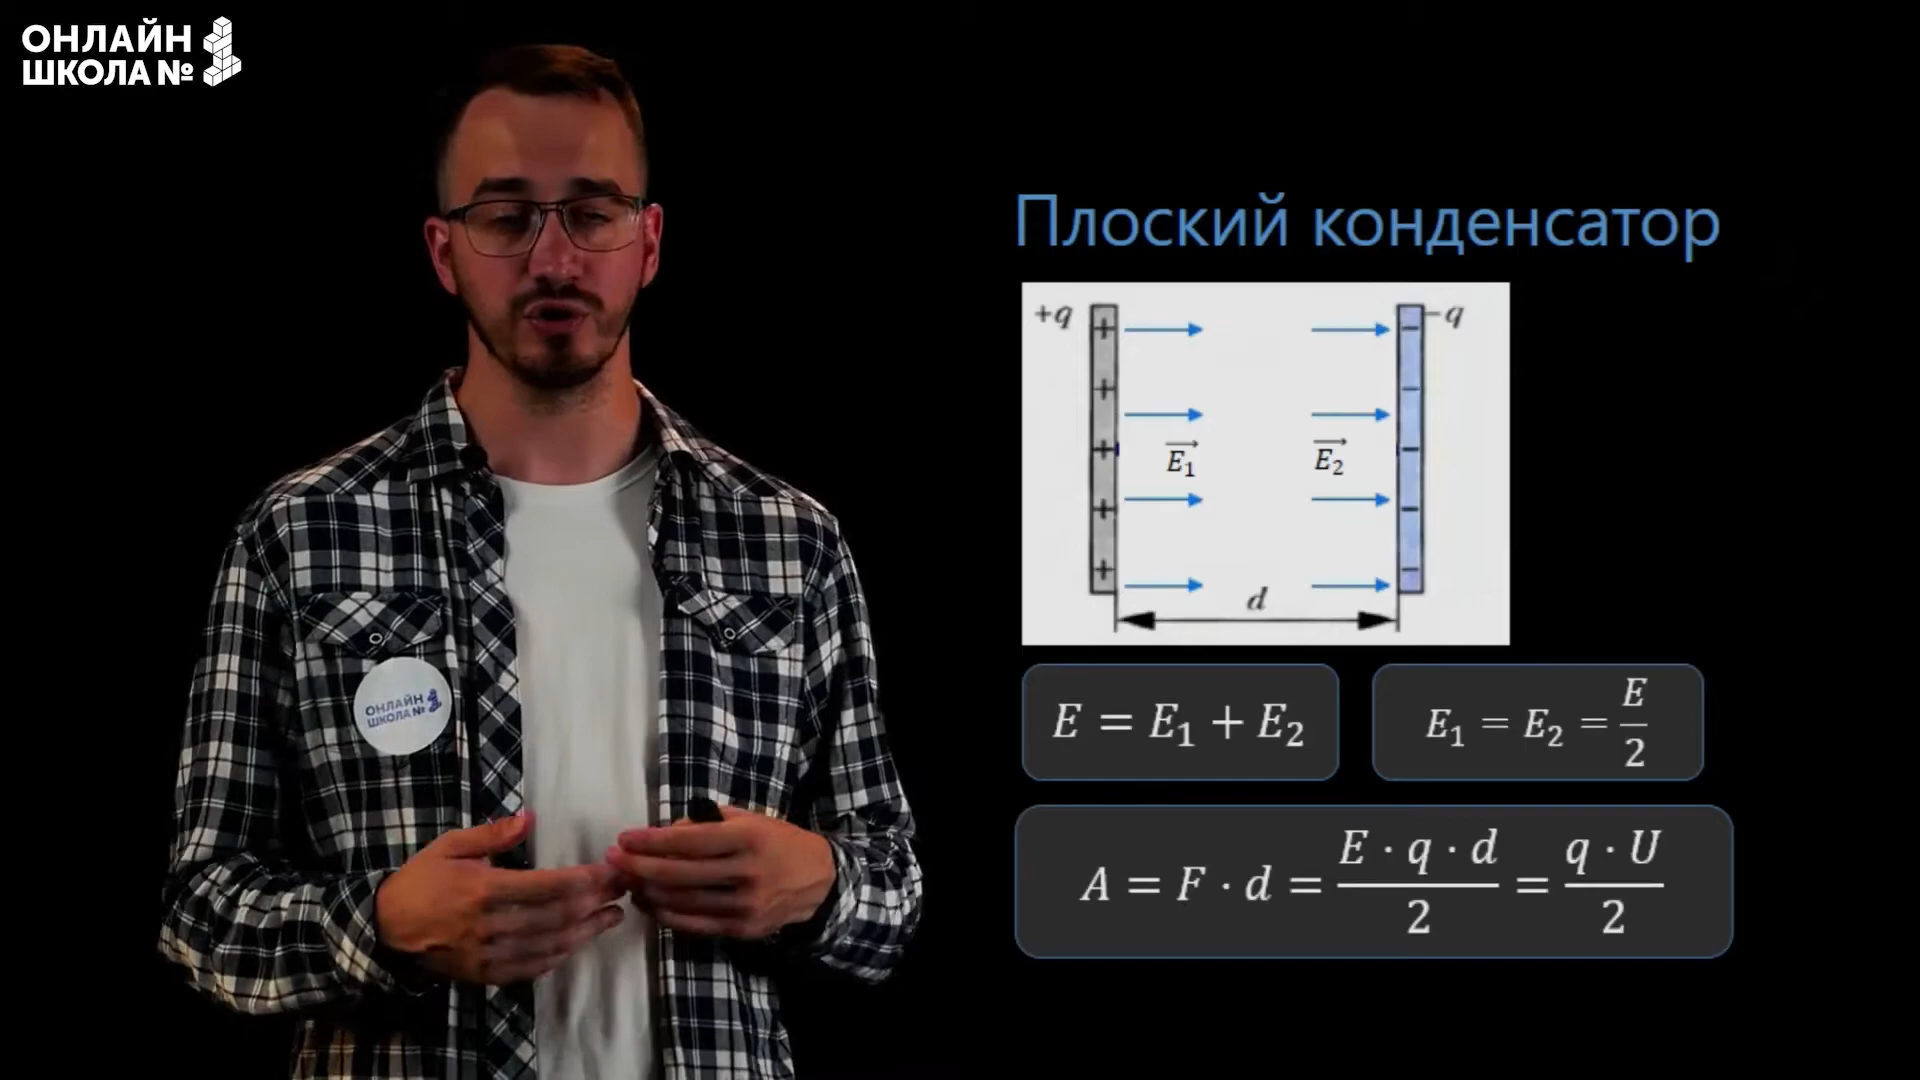 ОНЛАЙН
ШКОЛА №
Плоский конденсатор
+q
−q
E₁
E₂
d
E = E₁ + E₂
E₁ = E₂ = E/2
A = F · d = E · q · d / 2 = q · U / 2
ОНЛАЙН
ШКОЛА №